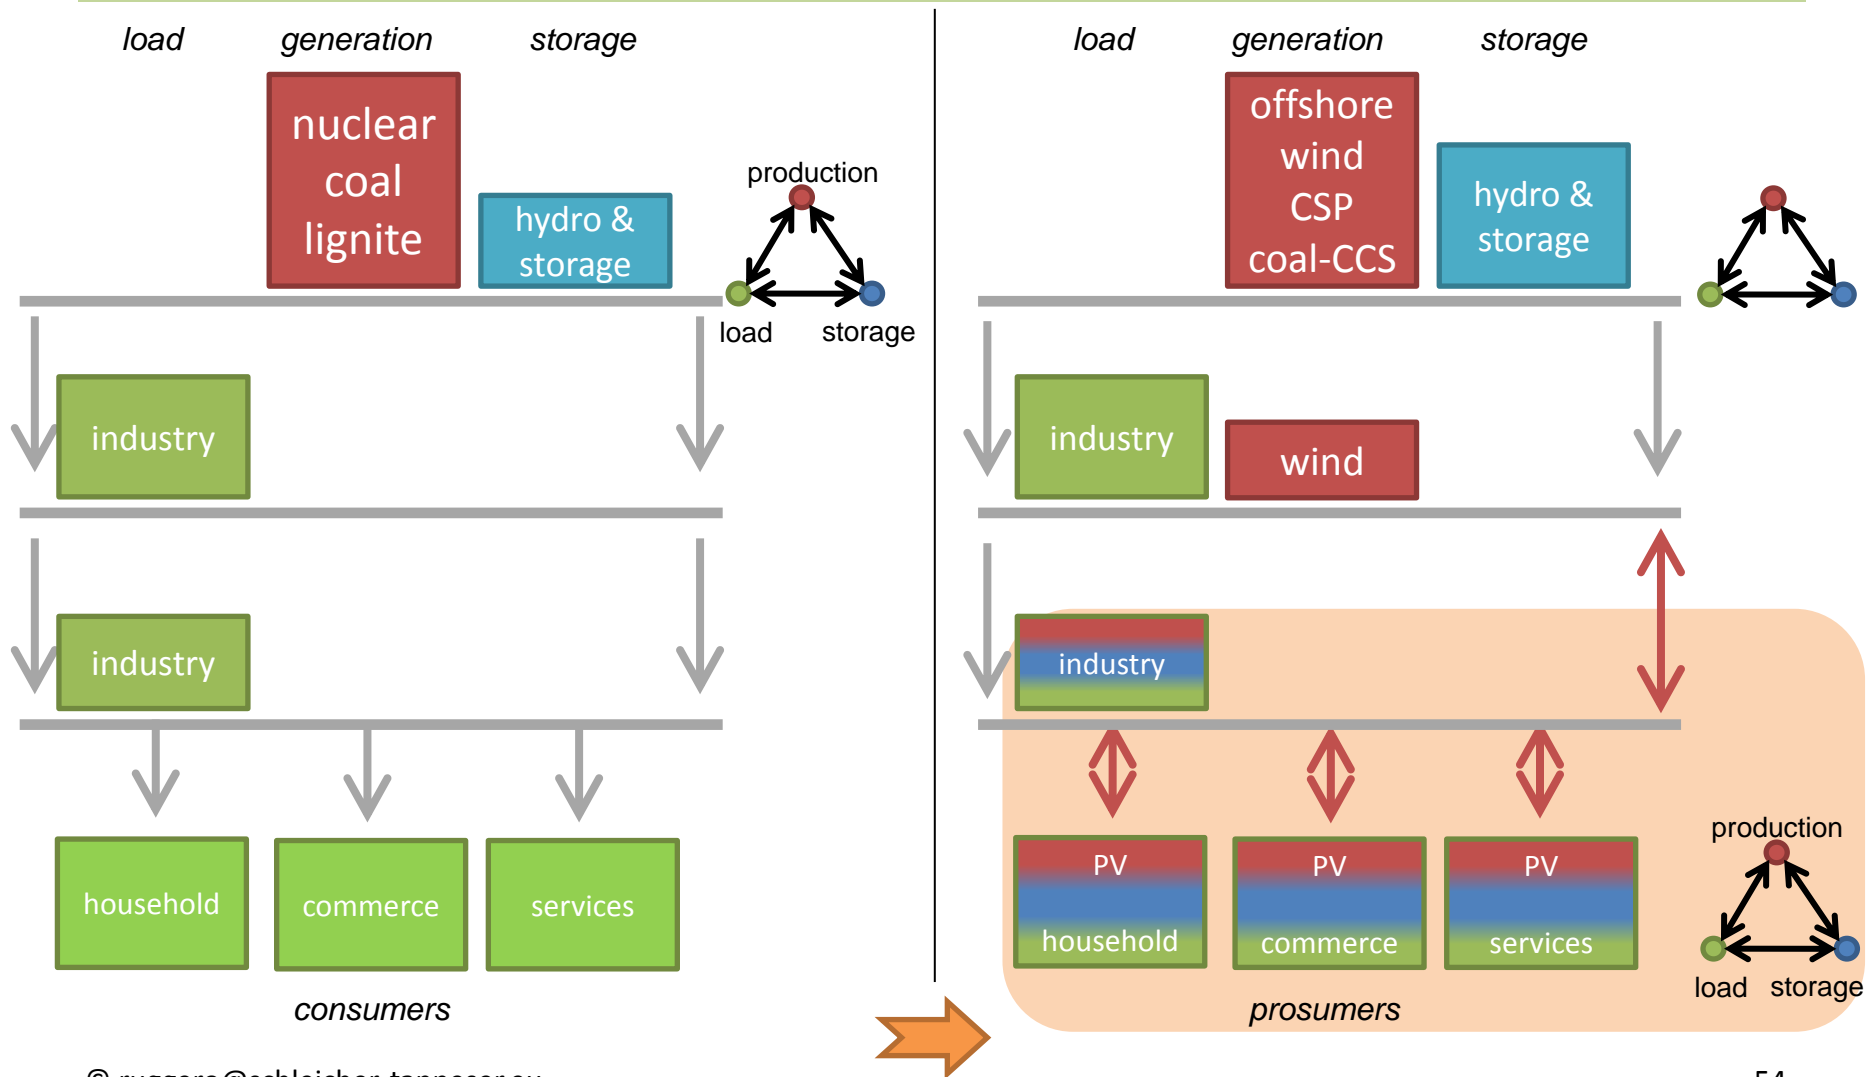 load generation storage
nuclear
coal
lignite
hydro &
storage
production
load storage
industry
industry
household commerce services
consumers
load generation storage
offshore
wind
CSP
coal-CCS
hydro &
storage
industry
wind
industry
PV PV PV
household commerce services
production
load storage
prosumers
54